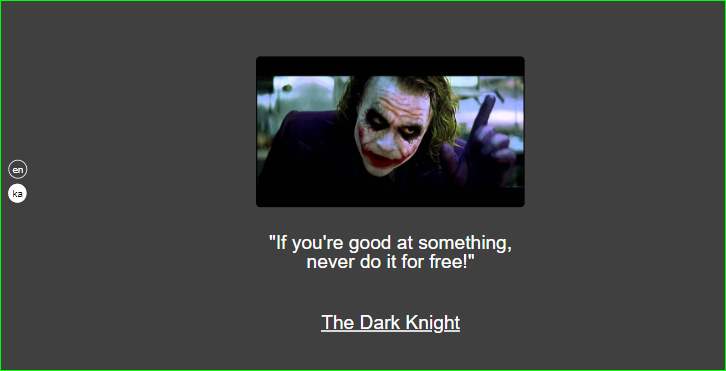 en
ka
"If you're good at something,
never do it for free!"
The Dark Knight